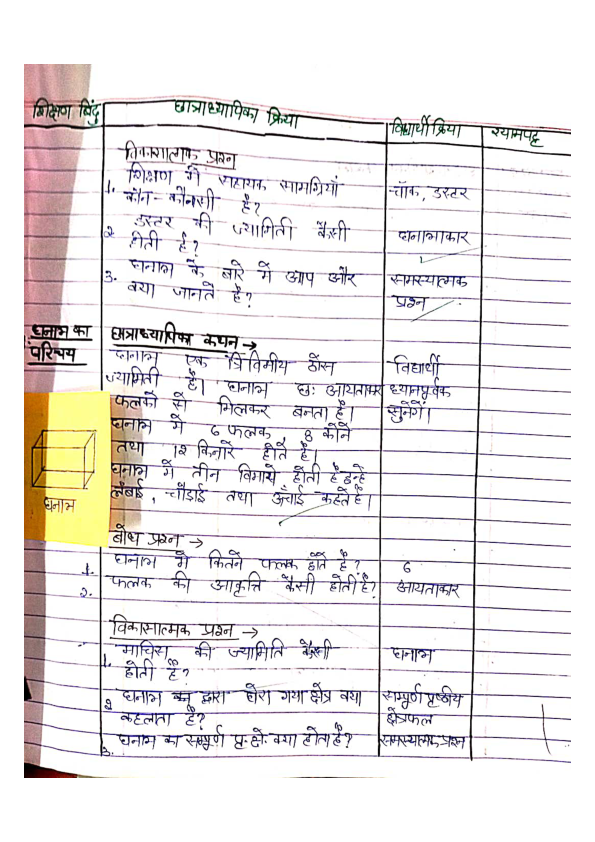 शिक्षण बिंदु छात्राध्यापिका क्रिया विद्यार्थी क्रिया श्यामपट्ट
विकासात्मक प्रश्न
1. शिक्षण में सहायक सामग्रियां चॉक, डस्टर
कौन-कौनसी है?
2 डस्टर की ज्यामिती कैसी घनाभाकार
होती है?
3. घनाभ के बारे में आप और समस्यात्मक
क्या जानते है? प्रश्न
घनाभ का छात्राध्यापिका कथन →
परिचय घनाभ एक त्रिविमीय ठोस विद्यार्थी
ज्यामिती है। घनाभ छः आयताकर ध्यानपूर्वक
फलकों से मिलकर बनता है। सुनेगें।
घनाभ में 6 फलक 8 कोने
तथा 12 किनारे होते है।
घनाभ में तीन विमाये होती है इन्हें
लंबाई, चौड़ाई तथा ऊँचाई कहते है।
घनाभ
बोध प्रश्न →
1. घनाभ में कितने फलक होते है? 6
2. फलक की आकृति कैसी होती है? आयताकार
विकासात्मक प्रश्न →
1. माचिस की ज्यामिति कैसी घनाभ
होती है?
2 घनाभ के द्वारा घेरा गया क्षेत्र क्या सम्पूर्ण पृष्ठीय
कहलाता है? क्षेत्रफल
3. घनाभ का सम्पूर्ण पृ. क्षे. क्या होता है? समस्यात्मक प्रश्न